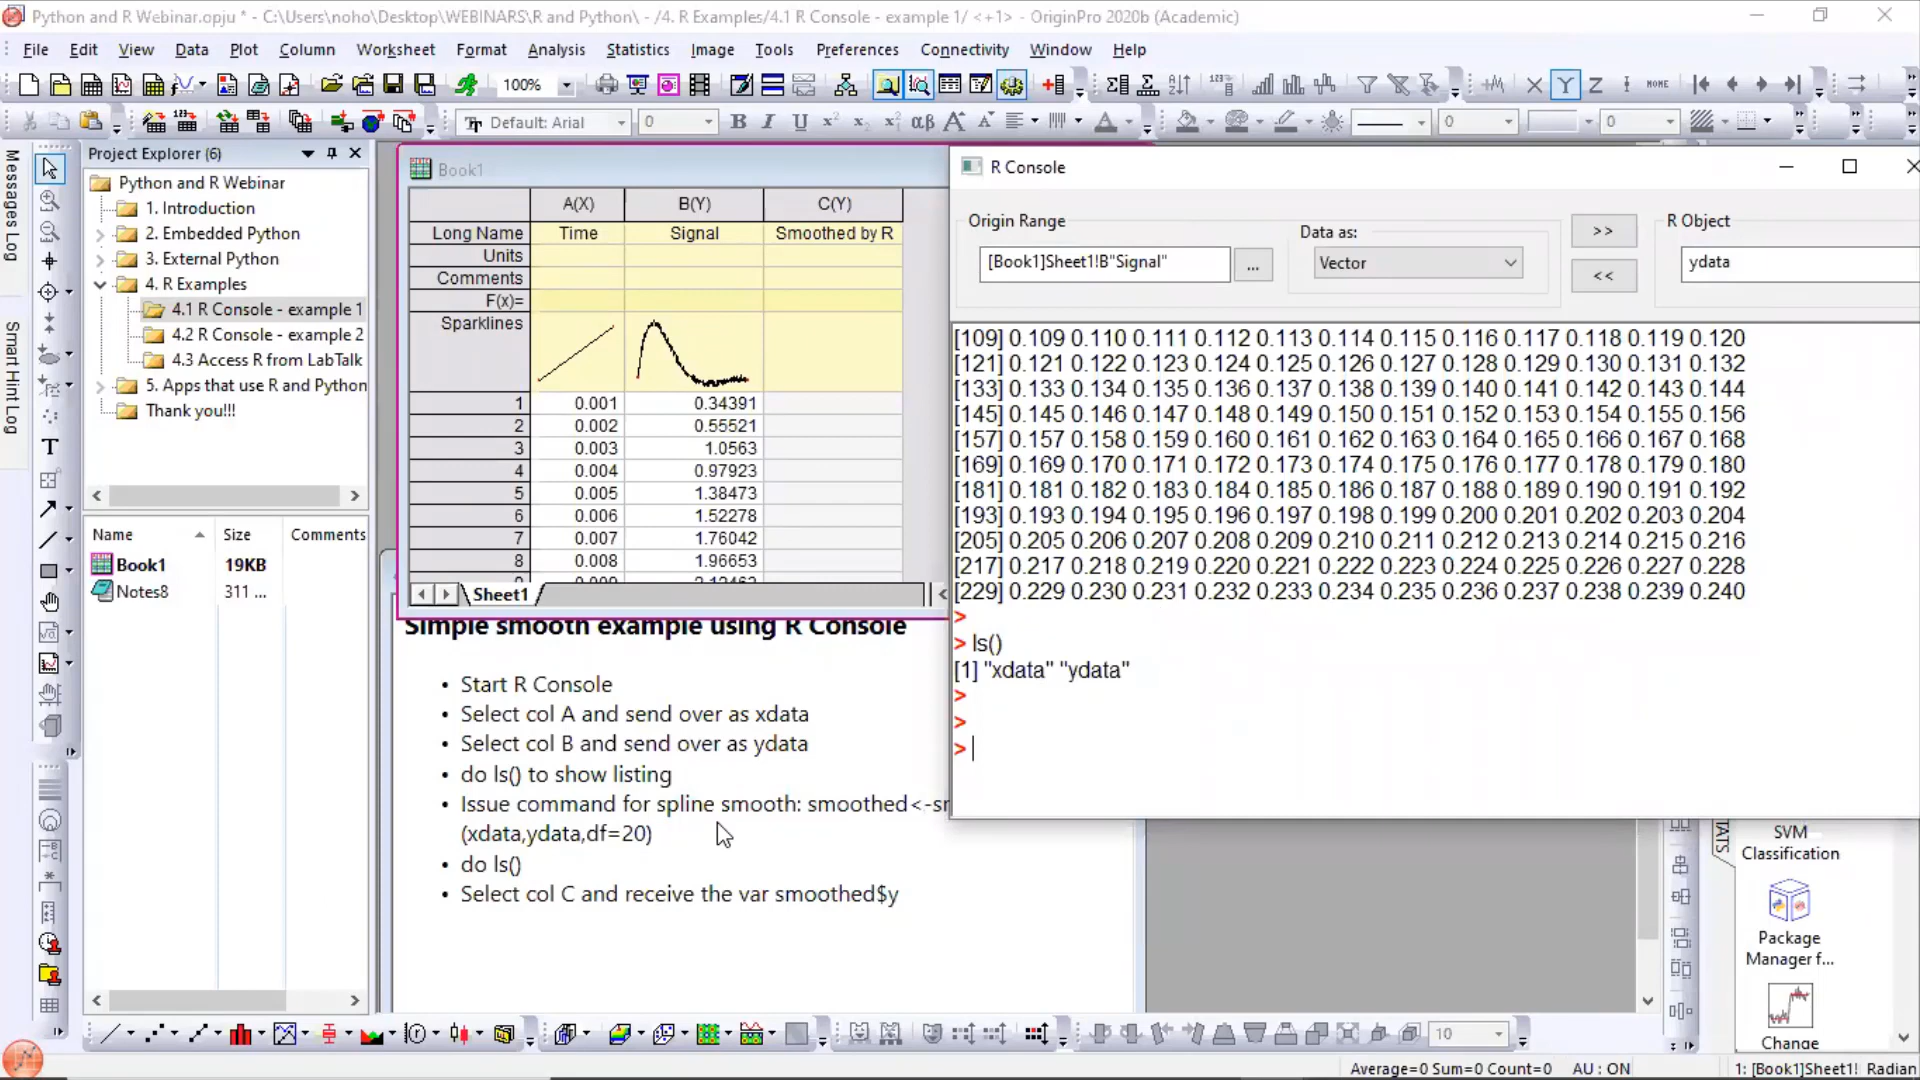 Python and R Webinar.opju * - C:\Users\noho\Desktop\WEBINARS\R and Python\ - /4. R Examples/4.1 R Console - example 1/ <+1> - OriginPro 2020b (Academic)
File Edit View Data Plot Column Worksheet Format Analysis Statistics Image Tools Preferences Connectivity Window Help
100%
X Y Z HOME
Default: Arial 0 B I U αβ A 0 0
Messages Log
Smart Hint Log
Project Explorer (6)
Python and R Webinar
1. Introduction
2. Embedded Python
3. External Python
4. R Examples
4.1 R Console - example 1
4.2 R Console - example 2
4.3 Access R from LabTalk
5. Apps that use R and Python
Thank you!!!
Name Size Comments
Book1 19KB
Notes8 311 ...
Book1
A(X) B(Y) C(Y)
Long Name Time Signal Smoothed by R
Units
Comments
F(x)=
Sparklines
1 0.001 0.34391
2 0.002 0.55521
3 0.003 1.0563
4 0.004 0.97923
5 0.005 1.38473
6 0.006 1.52278
7 0.007 1.76042
8 0.008 1.96653
Sheet1
Simple smooth example using R Console
• Start R Console
• Select col A and send over as xdata
• Select col B and send over as ydata
• do ls() to show listing
• Issue command for spline smooth: smoothed<-sm
(xdata,ydata,df=20)
• do ls()
• Select col C and receive the var smoothed$y
R Console
Origin Range
[Book1]Sheet1!B"Signal"
...
Data as:
Vector
>>
<<
R Object
ydata
[109] 0.109 0.110 0.111 0.112 0.113 0.114 0.115 0.116 0.117 0.118 0.119 0.120
[121] 0.121 0.122 0.123 0.124 0.125 0.126 0.127 0.128 0.129 0.130 0.131 0.132
[133] 0.133 0.134 0.135 0.136 0.137 0.138 0.139 0.140 0.141 0.142 0.143 0.144
[145] 0.145 0.146 0.147 0.148 0.149 0.150 0.151 0.152 0.153 0.154 0.155 0.156
[157] 0.157 0.158 0.159 0.160 0.161 0.162 0.163 0.164 0.165 0.166 0.167 0.168
[169] 0.169 0.170 0.171 0.172 0.173 0.174 0.175 0.176 0.177 0.178 0.179 0.180
[181] 0.181 0.182 0.183 0.184 0.185 0.186 0.187 0.188 0.189 0.190 0.191 0.192
[193] 0.193 0.194 0.195 0.196 0.197 0.198 0.199 0.200 0.201 0.202 0.203 0.204
[205] 0.205 0.206 0.207 0.208 0.209 0.210 0.211 0.212 0.213 0.214 0.215 0.216
[217] 0.217 0.218 0.219 0.220 0.221 0.222 0.223 0.224 0.225 0.226 0.227 0.228
[229] 0.229 0.230 0.231 0.232 0.233 0.234 0.235 0.236 0.237 0.238 0.239 0.240
>
> ls()
[1] "xdata" "ydata"
>
>
>
SVM
Classification
Package
Manager f...
Change
10
Average=0 Sum=0 Count=0 AU : ON 1: [Book1]Sheet1! Radian